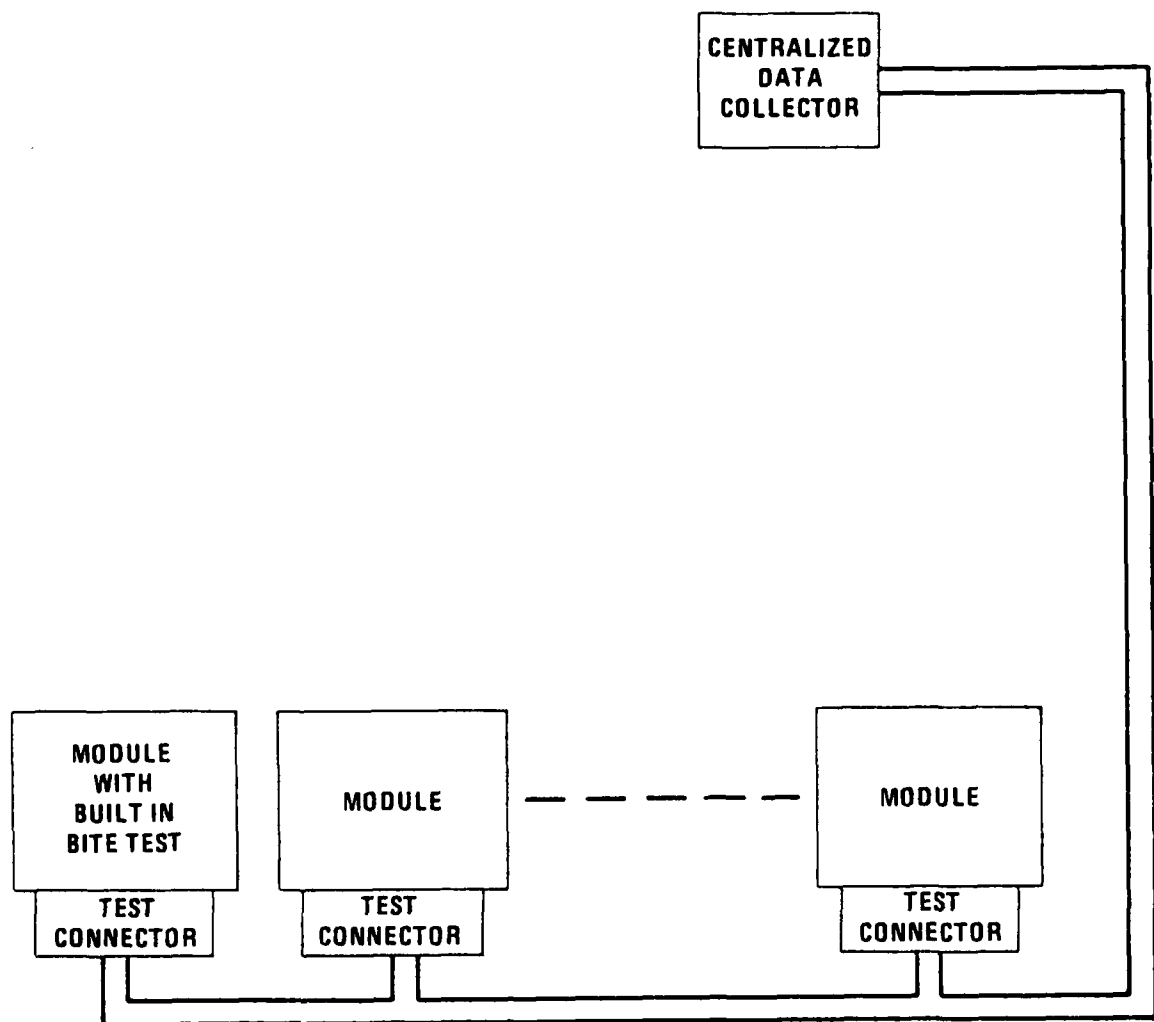 CENTRALIZED
DATA
COLLECTOR
MODULE
WITH
BUILT IN
BITE TEST
MODULE
MODULE
TEST
CONNECTOR
TEST
CONNECTOR
TEST
CONNECTOR